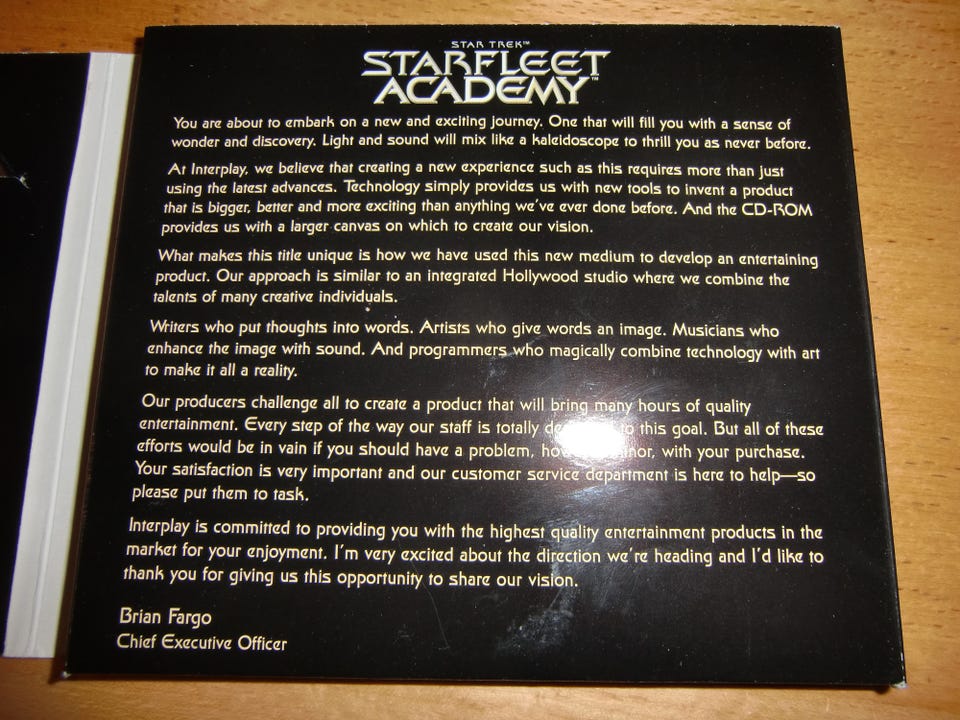 STAR TREK™
STARFLEET
ACADEMY™
You are about to embark on a new and exciting journey. One that will fill you with a sense of
wonder and discovery. Light and sound will mix like a kaleidoscope to thrill you as never before.
At Interplay, we believe that creating a new experience such as this requires more than just
using the latest advances. Technology simply provides us with new tools to invent a product
that is bigger, better and more exciting than anything we've ever done before. And the CD-ROM
provides us with a larger canvas on which to create our vision.
What makes this title unique is how we have used this new medium to develop an entertaining
product. Our approach is similar to an integrated Hollywood studio where we combine the
talents of many creative individuals.
Writers who put thoughts into words. Artists who give words an image. Musicians who
enhance the image with sound. And programmers who magically combine technology with art
to make it all a reality.
Our producers challenge all to create a product that will bring many hours of quality
entertainment. Every step of the way our staff is totally to this goal. But all of these
efforts would be in vain if you should have a problem, with your purchase.
Your satisfaction is very important and our customer service department is here to help—so
please put them to task.
Interplay is committed to providing you with the highest quality entertainment products in the
market for your enjoyment. I'm very excited about the direction we're heading and I'd like to
thank you for giving us this opportunity to share our vision.
Brian Fargo
Chief Executive Officer